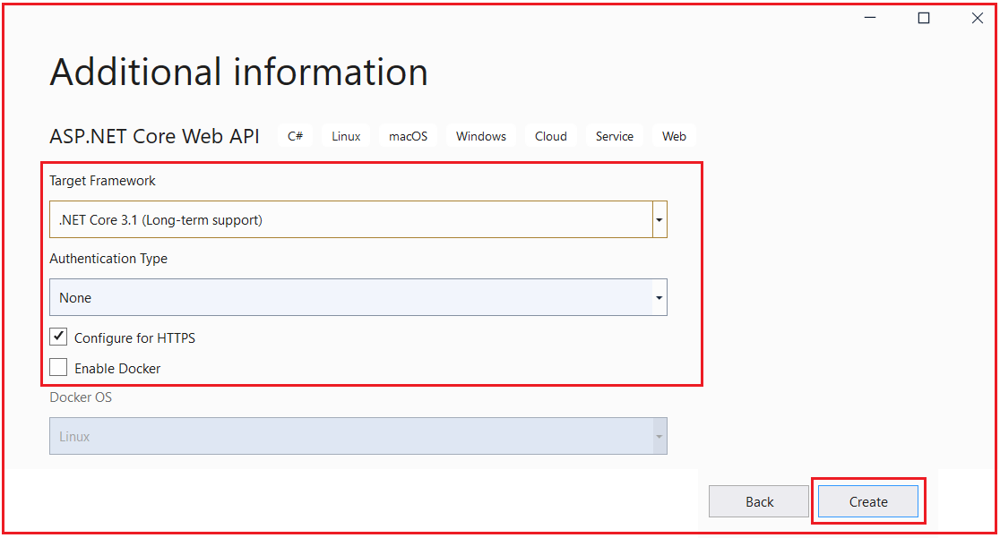 Additional information
ASP.NET Core Web API C# Linux macOS Windows Cloud Service Web
Target Framework
.NET Core 3.1 (Long-term support)
Authentication Type
None
Configure for HTTPS
Enable Docker
Docker OS
Linux
Back Create